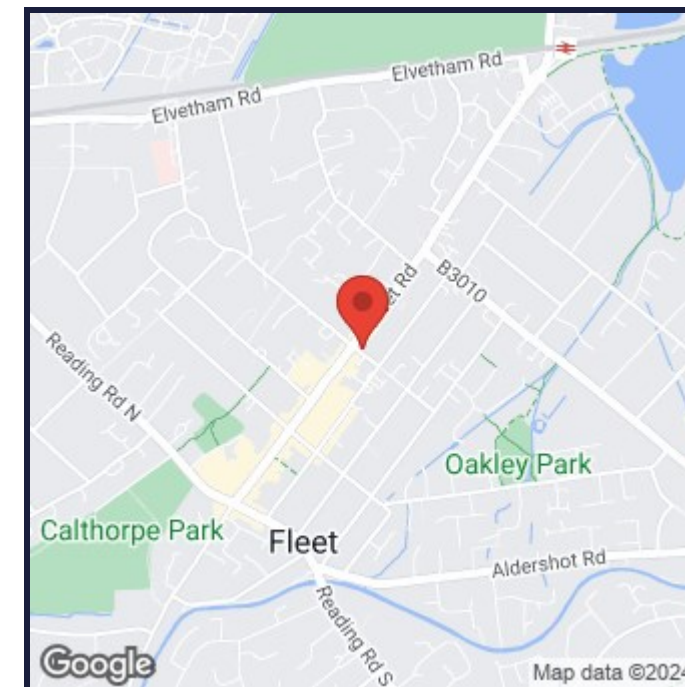 Elvetham Rd
Elvetham Rd
Rd
B3010
Reading Rd N
Oakley Park
Calthorpe Park
Fleet
Aldershot Rd
Reading Rd S
Google
Map data ©2024